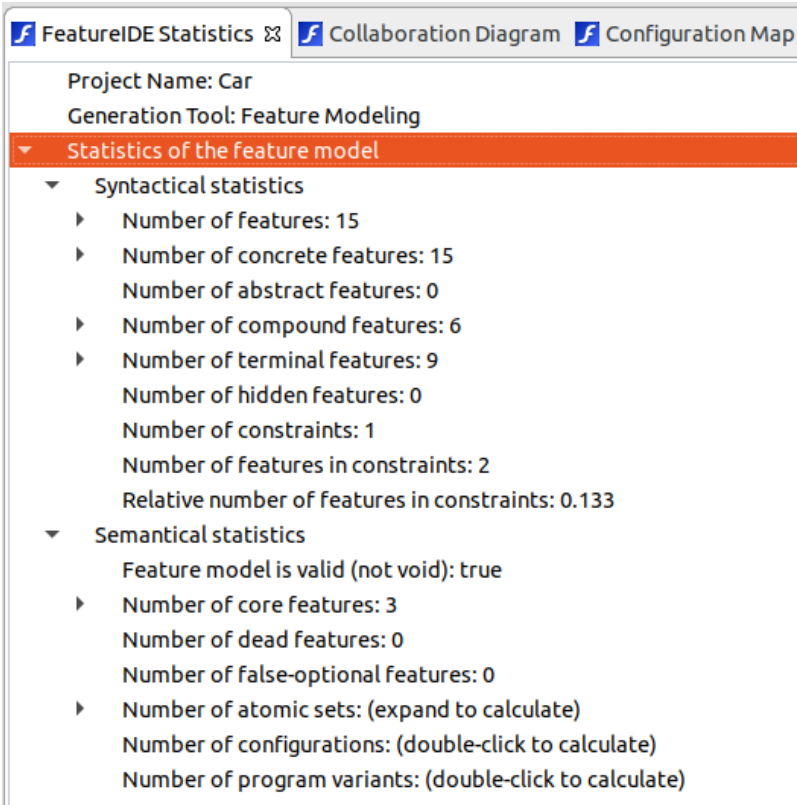 FeatureIDE Statistics Collaboration Diagram Configuration Map
Project Name: Car
Generation Tool: Feature Modeling
Statistics of the feature model
Syntactical statistics
Number of features: 15
Number of concrete features: 15
Number of abstract features: 0
Number of compound features: 6
Number of terminal features: 9
Number of hidden features: 0
Number of constraints: 1
Number of features in constraints: 2
Relative number of features in constraints: 0.133
Semantical statistics
Feature model is valid (not void): true
Number of core features: 3
Number of dead features: 0
Number of false-optional features: 0
Number of atomic sets: (expand to calculate)
Number of configurations: (double-click to calculate)
Number of program variants: (double-click to calculate)